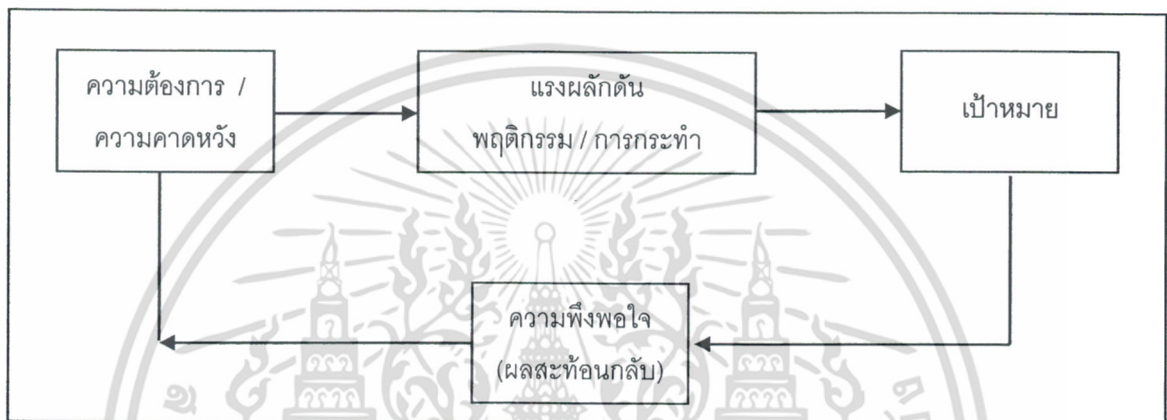 ความต้องการ /
ความคาดหวัง
แรงผลักดัน
พฤติกรรม / การกระทำ
เป้าหมาย
ความพึงพอใจ
(ผลสะท้อนกลับ)